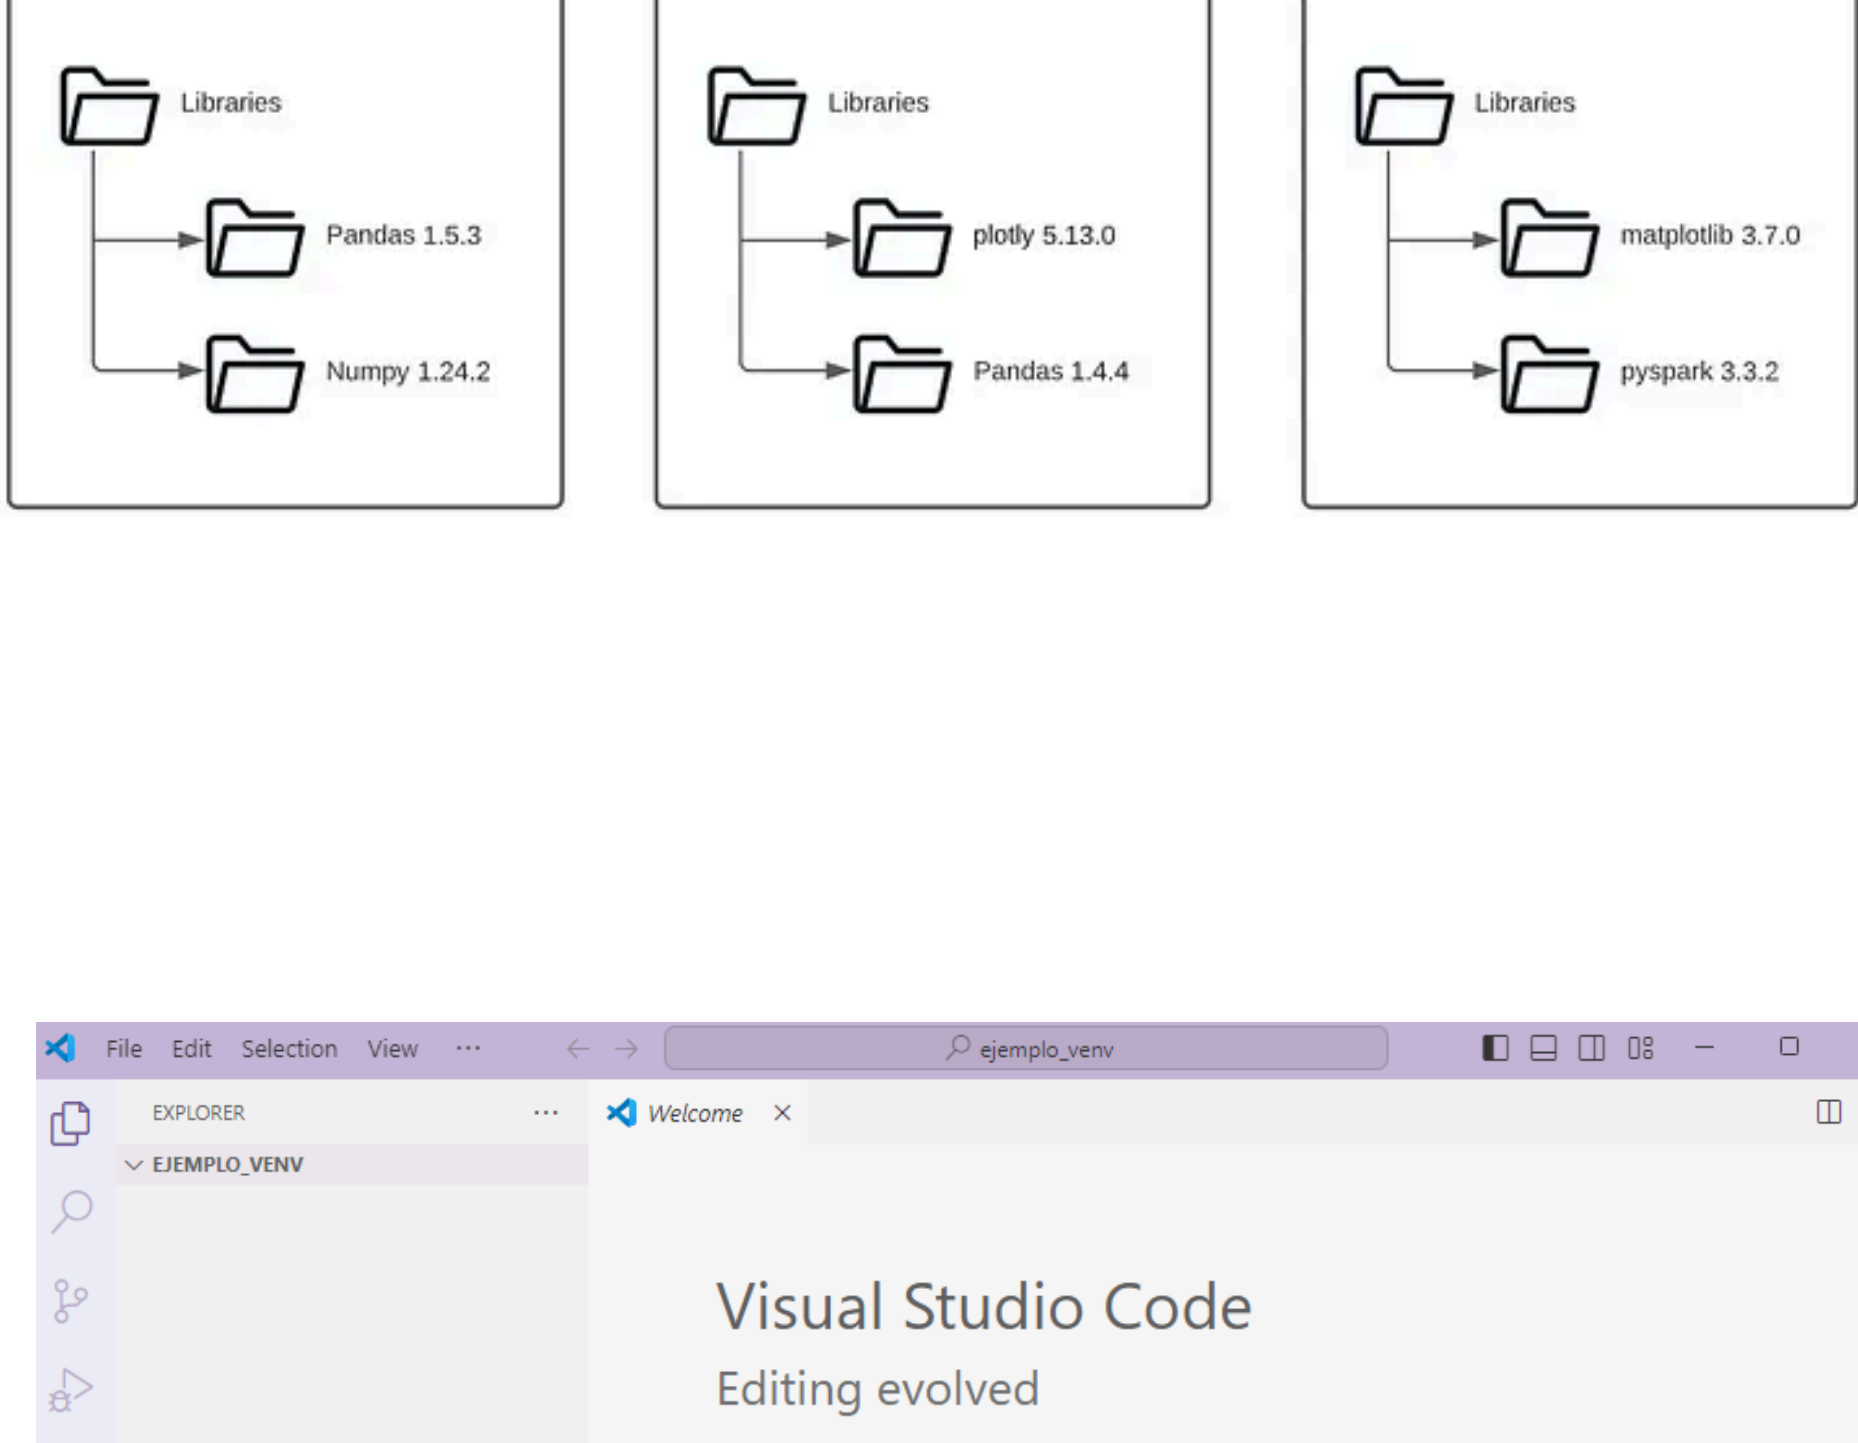 Libraries
Pandas 1.5.3
Numpy 1.24.2
Libraries
plotly 5.13.0
Pandas 1.4.4
Libraries
matplotlib 3.7.0
pyspark 3.3.2
File Edit Selection View ··· ejemplo_venv
EXPLORER ··· Welcome
EJEMPLO_VENV
Visual Studio Code
Editing evolved